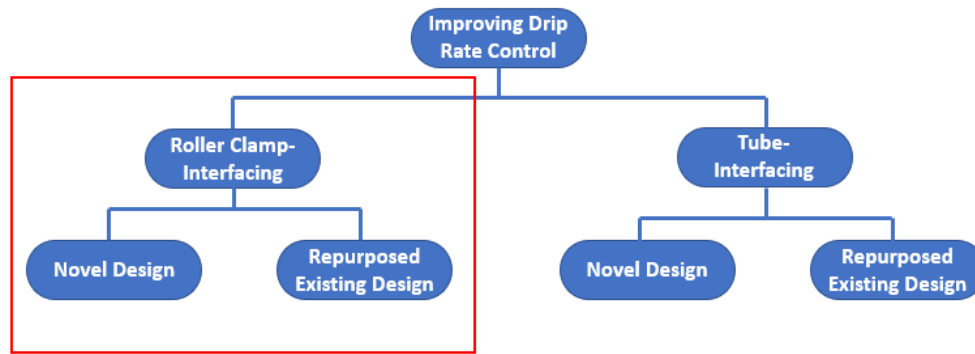 Improving Drip
Rate Control
Roller Clamp-
Interfacing
Tube-
Interfacing
Novel Design
Repurposed
Existing Design
Novel Design
Repurposed
Existing Design